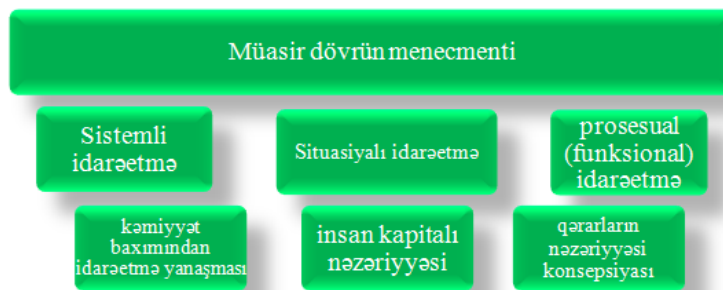 Müasir dövrün menecmenti
Sistemli
idarəetmə
Situasiyalı idarəetmə
prosesual
(funksional)
idarəetmə
kəmiyyət
baxımından
idarəetmə yanaşması
insan kapitalı
nəzəriyyəsi
qərarların
nəzəriyyəsi
konsepsiyası